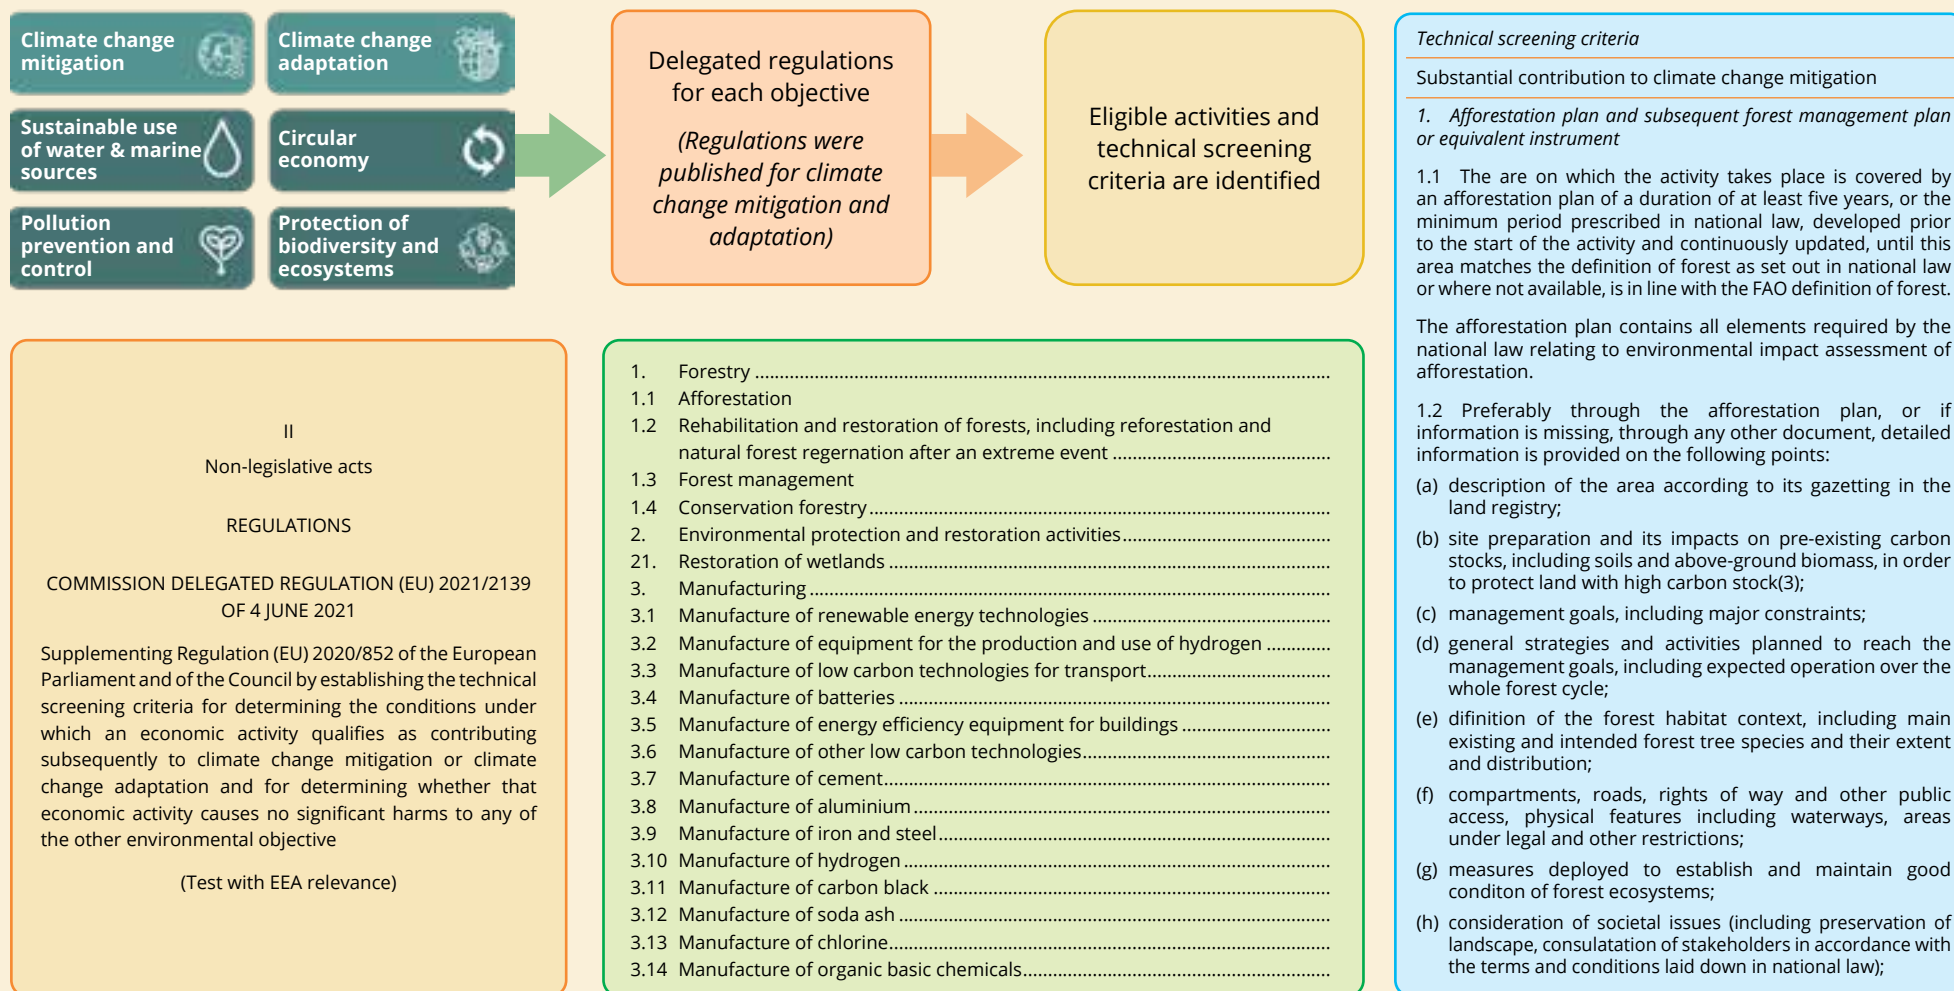 Climate change
mitigation
Climate change
adaptation
Sustainable use
of water & marine
sources
Circular
economy
Pollution
prevention and
control
Protection of
biodiversity and
ecosystems
Delegated regulations
for each objective
(Regulations were
published for climate
change mitigation and
adaptation)
Eligible activities and
technical screening
criteria are identified
II
Non-legislative acts
REGULATIONS
COMMISSION DELEGATED REGULATION (EU) 2021/2139
OF 4 JUNE 2021
Supplementing Regulation (EU) 2020/852 of the European
Parliament and of the Council by establishing the technical
screening criteria for determining the conditions under
which an economic activity qualifies as contributing
subsequently to climate change mitigation or climate
change adaptation and for determining whether that
economic activity causes no significant harms to any of
the other environmental objective
(Test with EEA relevance)
1. Forestry
1.1 Afforestation
1.2 Rehabilitation and restoration of forests, including reforestation and
natural forest regernation after an extreme event
1.3 Forest management
1.4 Conservation forestry
2. Environmental protection and restoration activities
21. Restoration of wetlands
3. Manufacturing
3.1 Manufacture of renewable energy technologies
3.2 Manufacture of equipment for the production and use of hydrogen
3.3 Manufacture of low carbon technologies for transport
3.4 Manufacture of batteries
3.5 Manufacture of energy efficiency equipment for buildings
3.6 Manufacture of other low carbon technologies
3.7 Manufacture of cement
3.8 Manufacture of aluminium
3.9 Manufacture of iron and steel
3.10 Manufacture of hydrogen
3.11 Manufacture of carbon black
3.12 Manufacture of soda ash
3.13 Manufacture of chlorine
3.14 Manufacture of organic basic chemicals
Technical screening criteria
Substantial contribution to climate change mitigation
1. Afforestation plan and subsequent forest management plan
or equivalent instrument
1.1 The are on which the activity takes place is covered by
an afforestation plan of a duration of at least five years, or the
minimum period prescribed in national law, developed prior
to the start of the activity and continuously updated, until this
area matches the definition of forest as set out in national law
or where not available, is in line with the FAO definition of forest.
The afforestation plan contains all elements required by the
national law relating to environmental impact assessment of
afforestation.
1.2 Preferably through the afforestation plan, or if
information is missing, through any other document, detailed
information is provided on the following points:
(a) description of the area according to its gazetting in the
land registry;
(b) site preparation and its impacts on pre-existing carbon
stocks, including soils and above-ground biomass, in order
to protect land with high carbon stock(3);
(c) management goals, including major constraints;
(d) general strategies and activities planned to reach the
management goals, including expected operation over the
whole forest cycle;
(e) difinition of the forest habitat context, including main
existing and intended forest tree species and their extent
and distribution;
(f) compartments, roads, rights of way and other public
access, physical features including waterways, areas
under legal and other restrictions;
(g) measures deployed to establish and maintain good
conditon of forest ecosystems;
(h) consideration of societal issues (including preservation of
landscape, consulatation of stakeholders in accordance with
the terms and conditions laid down in national law);